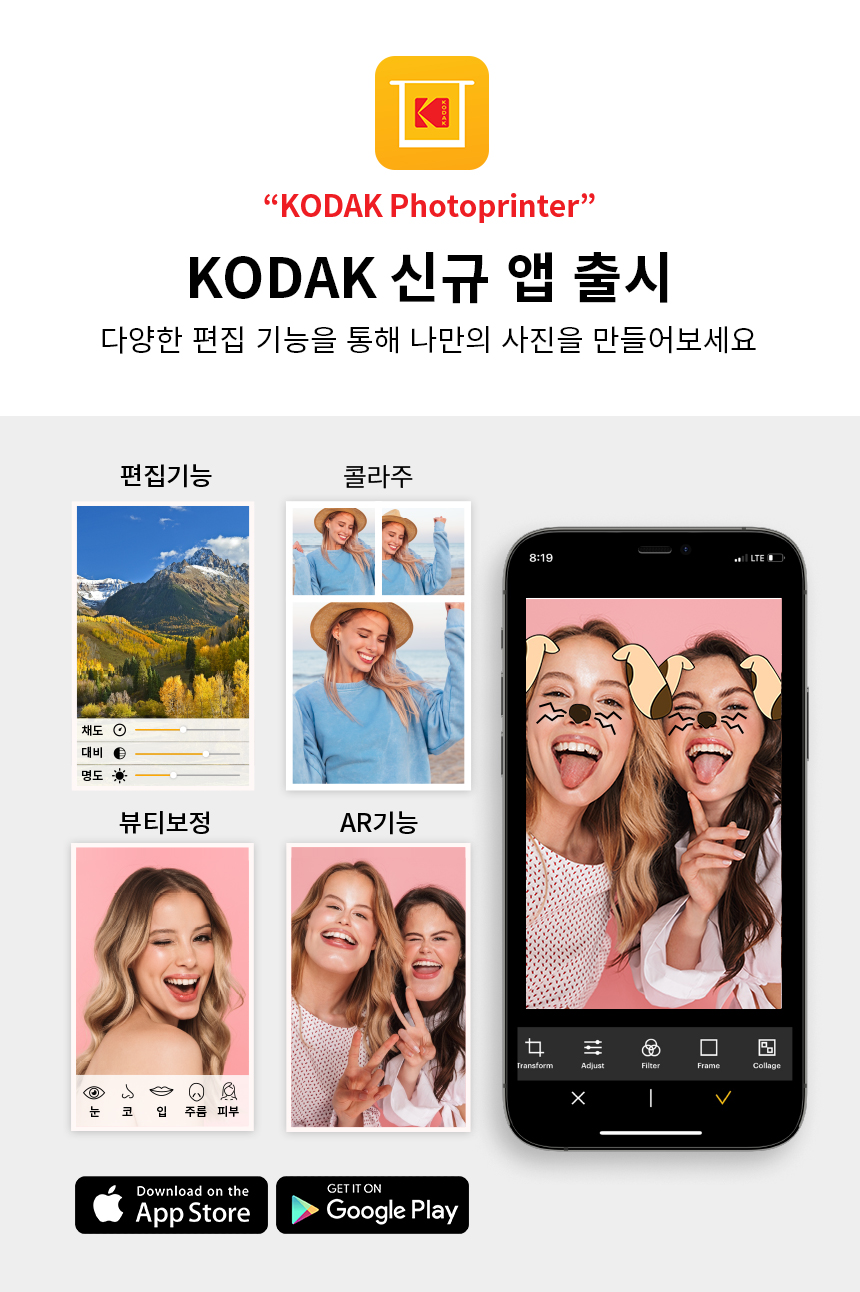 KODAK
“KODAK Photoprinter”
KODAK 신규 앱 출시
다양한 편집 기능을 통해 나만의 사진을 만들어보세요
편집기능
콜라주
채도
대비
명도
뷰티보정
AR기능
눈 코 입 주름 피부
8:19 LTE
Transform Adjust Filter Frame Collage
Download on the
App Store
GET IT ON
Google Play